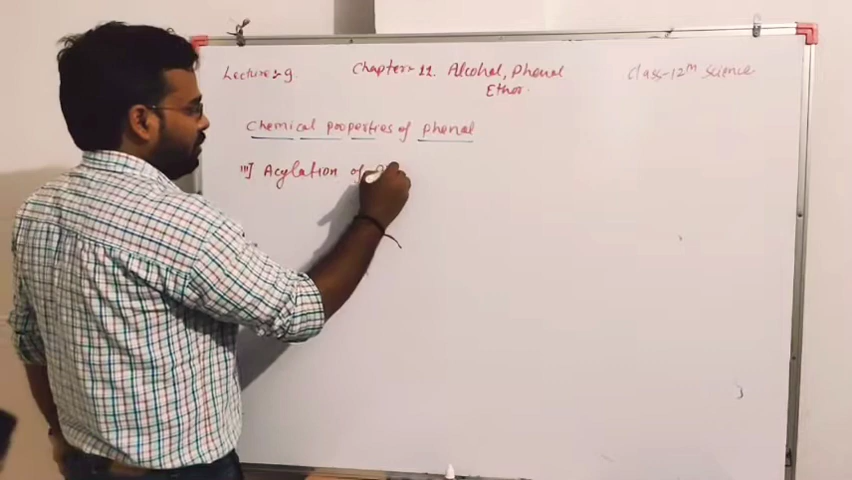 Lecture :- 9. Chapter:- 11. Alcohol, Phenol Class-12th Science
Ether.
Chemical properties of phenol
III] Acylation of